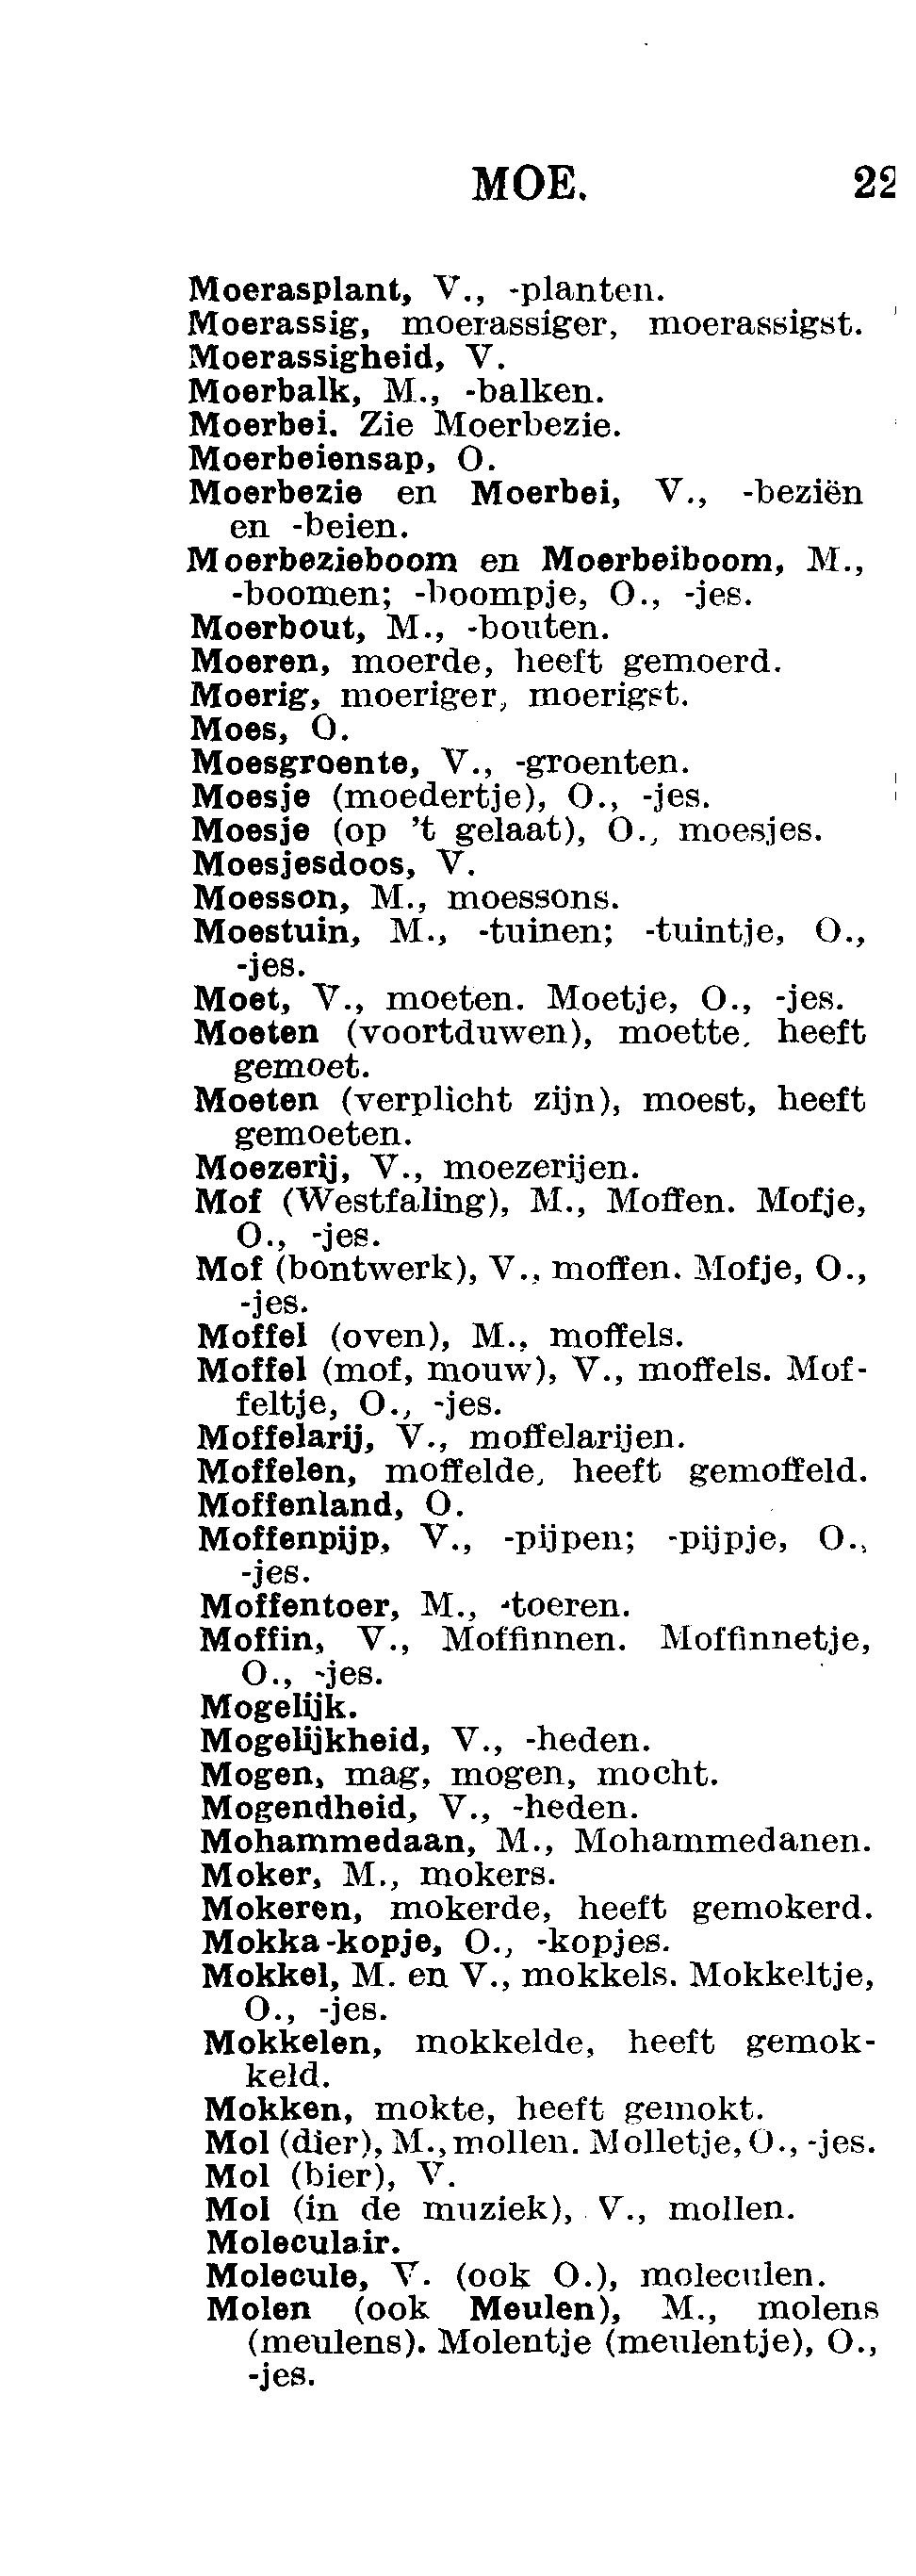 MOE. 22
Moerasplant, V., -planten.
Moerassig, moerassiger, moerassigst.
Moerassigheid, V.
Moerbalk, M., -balken.
Moerbei. Zie Moerbezie.
Moerbeiensap, O.
Moerbezie en Moerbei, V., -beziën
en -beien.
Moerbezieboom en Moerbeiboom, M.,
-boomen; -boompje, O., -jes.
Moerbout, M., -bouten.
Moeren, moerde, heeft gemoerd.
Moerig, moeriger, moerigst.
Moes, O.
Moesgroente, V., -groenten.
Moesje (moedertje), O., -jes.
Moesje (op 't gelaat), O., moesjes.
Moesjesdoos, V.
Moesson, M., moessons.
Moestuin, M., -tuinen; -tuintje, O.,
-jes.
Moet, V., moeten. Moetje, O., -jes.
Moeten (voortduwen), moette, heeft
gemoet.
Moeten (verplicht zijn), moest, heeft
gemoeten.
Moezerij, V., moezerijen.
Mof (Westfaling), M., Moffen. Mofje,
O., -jes.
Mof (bontwerk), V., moffen. Mofje, O.,
-jes.
Moffel (oven), M., moffels.
Moffel (mof, mouw), V., moffels. Mof-
feltje, O., -jes.
Moffelarij, V., moffelarijen.
Moffelen, moffelde, heeft gemoffeld.
Moffenland, O.
Moffenpijp, V., -pijpen; -pijpje, O.,
-jes.
Moffentoer, M., -toeren.
Moffin, V., Moffinnen. Moffinnetje,
O., -jes.
Mogelijk.
Mogelijkheid, V., -heden.
Mogen, mag, mogen, mocht.
Mogendheid, V., -heden.
Mohammedaan, M., Mohammedanen.
Moker, M., mokers.
Mokeren, mokerde, heeft gemokerd.
Mokka-kopje, O., -kopjes.
Mokkel, M. en V., mokkels. Mokkeltje,
O., -jes.
Mokkelen, mokkelde, heeft gemok-
keld.
Mokken, mokte, heeft gemokt.
Mol (dier), M., mollen. Molletje, O., -jes.
Mol (bier), V.
Mol (in de muziek), V., mollen.
Moleculair.
Molecule, V. (ook O.), moleculen.
Molen (ook Meulen), M., molens
(meulens). Molentje (meulentje), O.,
-jes.